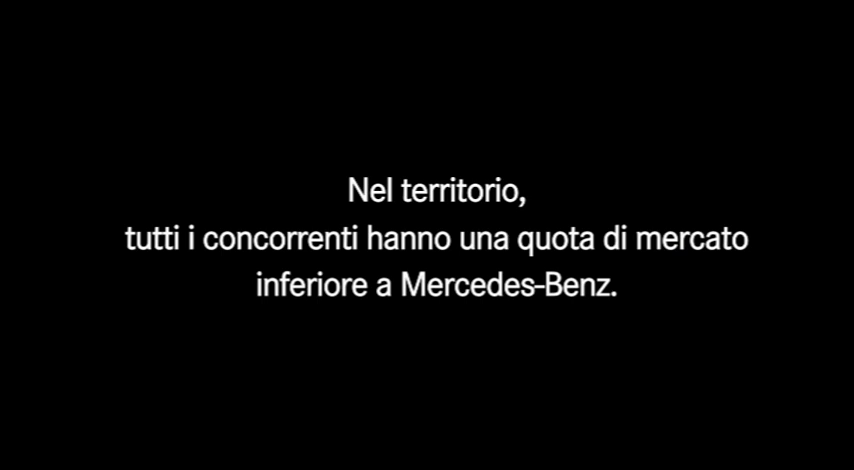 Nel territorio,
tutti i concorrenti hanno una quota di mercato
inferiore a Mercedes-Benz.